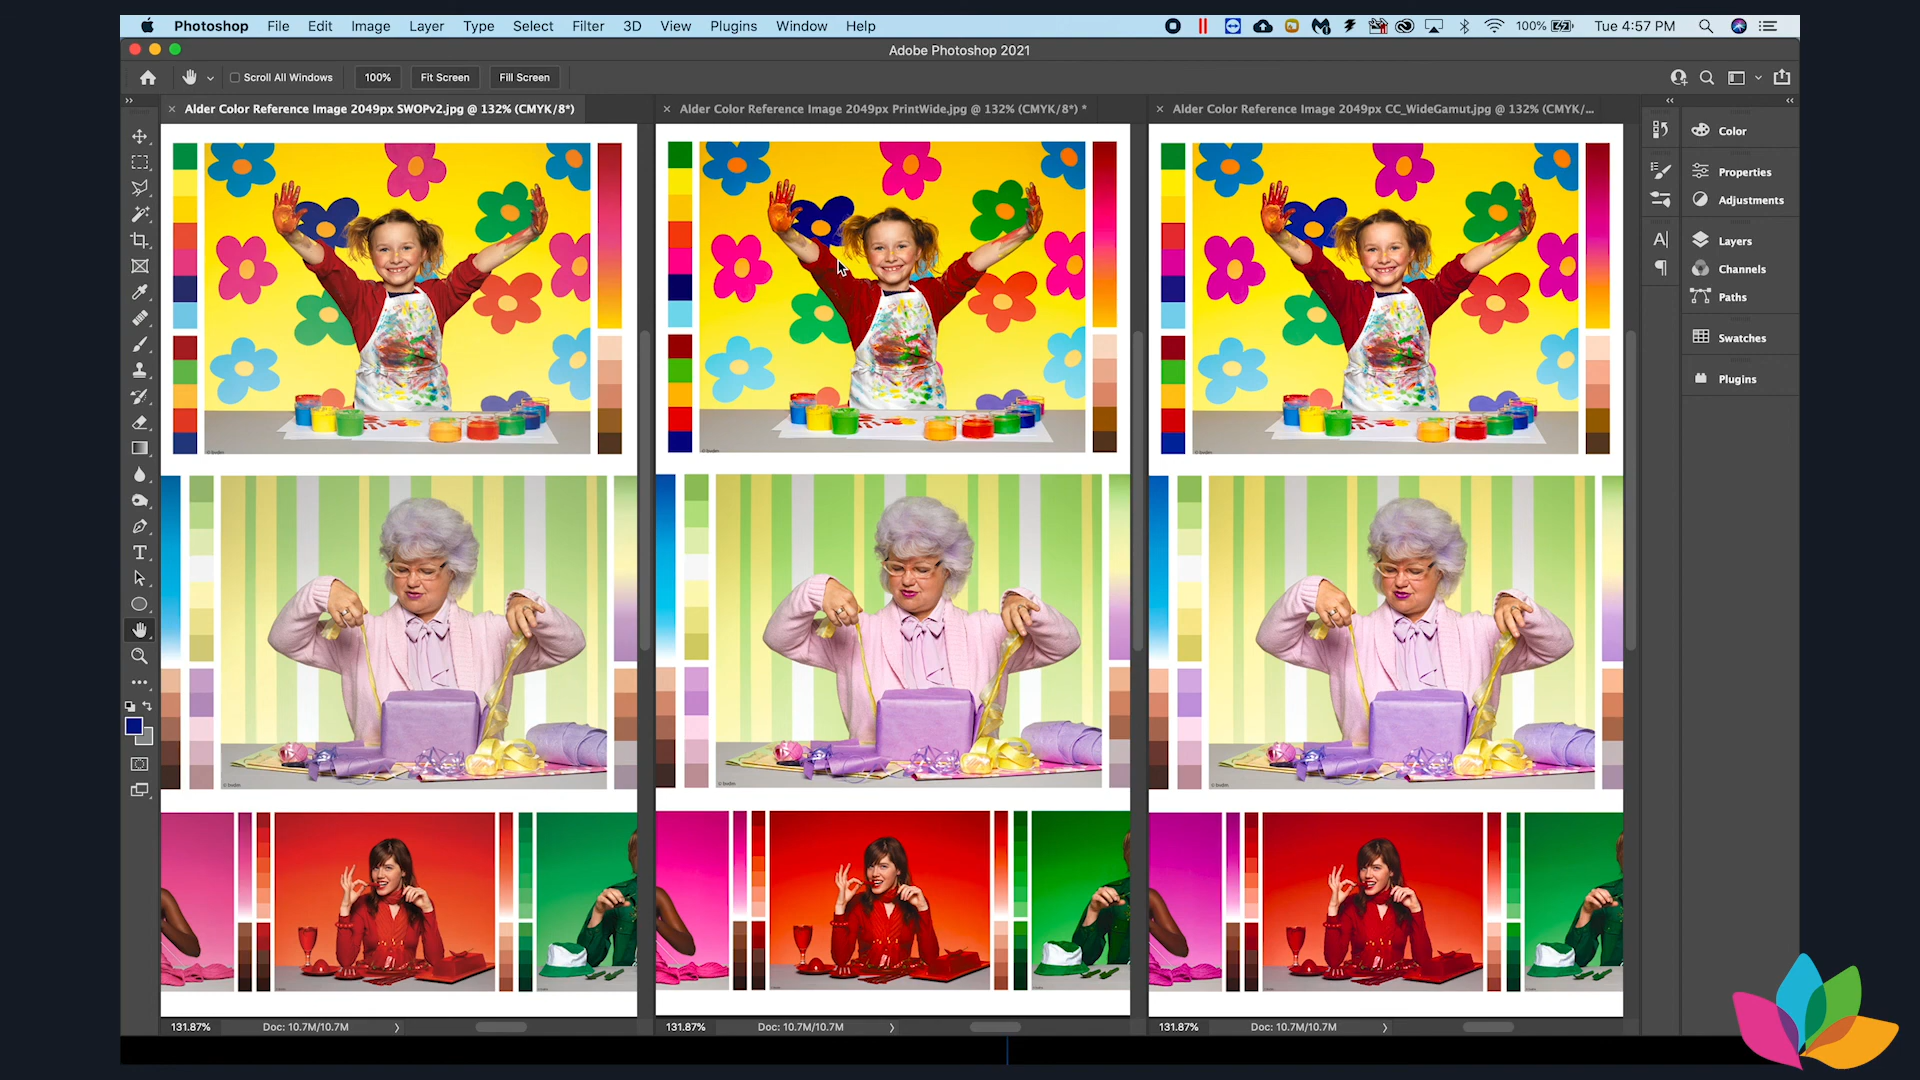 Photoshop File Edit Image Layer Type Select Filter 3D View Plugins Window Help 100% Tue 4:57 PM
Adobe Photoshop 2021
Scroll All Windows 100% Fit Screen Fill Screen
× Alder Color Reference Image 2049px SWOPv2.jpg @ 132% (CMYK/8*) × Alder Color Reference Image 2049px PrintWide.jpg @ 132% (CMYK/8*) * × Alder Color Reference Image 2049px CC_WideGamut.jpg @ 132% (CMYK/...
Color
Properties
Adjustments
Layers
Channels
Paths
Swatches
Plugins
131.87% Doc: 10.7M/10.7M 131.87% Doc: 10.7M/10.7M 131.87% Doc: 10.7M/10.7M